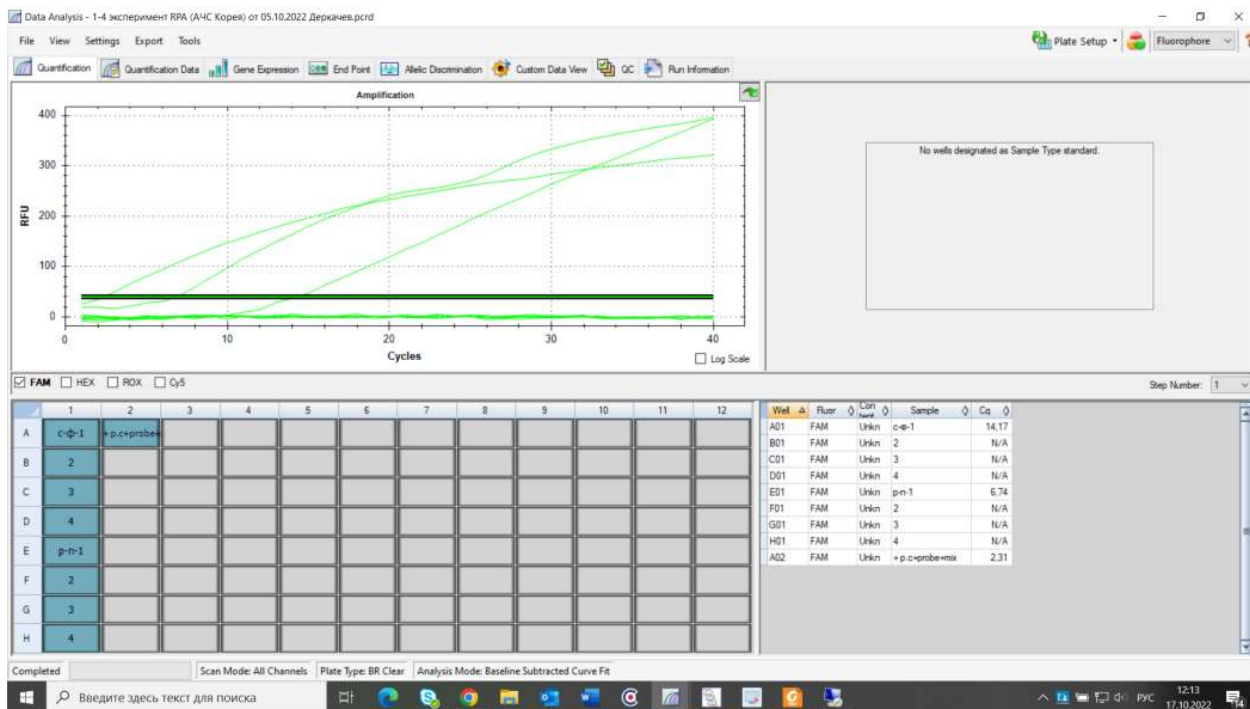 Data Analysis - 1-4 эксперимент RPA (АЧС Корея) от 05.10.2022 Деркачев.pcrd
File View Settings Export Tools
Plate Setup Fluorophore
Quantification Quantification Data Gene Expression End Point Allelic Discrimination Custom Data View QC Run Information
Amplification
400
300
200
100
0
RFU
0 10 20 30 40
Cycles
Log Scale
No wells designated as Sample Type standard.
FAM HEX ROX Cy5
Step Number: 1
1 2 3 4 5 6 7 8 9 10 11 12
A с-ф-1 + p.c+probe+
B 2
C 3
D 4
E р-п-1
F 2
G 3
H 4
Well Fluor Sample Cq
A01 FAM Unkn с-ф-1 14,17
B01 FAM Unkn 2 N/A
C01 FAM Unkn 3 N/A
D01 FAM Unkn 4 N/A
E01 FAM Unkn р-п-1 6,74
F01 FAM Unkn 2 N/A
G01 FAM Unkn 3 N/A
H01 FAM Unkn 4 N/A
A02 FAM Unkn + p.c+probe+mix 2,31
Completed Scan Mode: All Channels Plate Type: BR Clear Analysis Mode: Baseline Subtracted Curve Fit
Введите здесь текст для поиска
РУС
12:13
17.10.2022